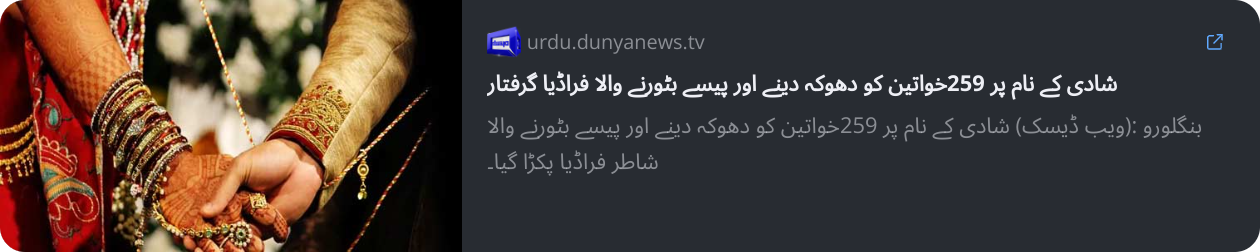 urdu.dunyanews.tv
شادی کے نام پر 259خواتین کو دھوکہ دینے اور پیسے بٹورنے والا فراڈیا گرفتار
بنگلورو :(ویب ڈیسک) شادی کے نام پر 259خواتین کو دھوکہ دینے اور پیسے بٹورنے والا
شاطر فراڈیا پکڑا گیا۔